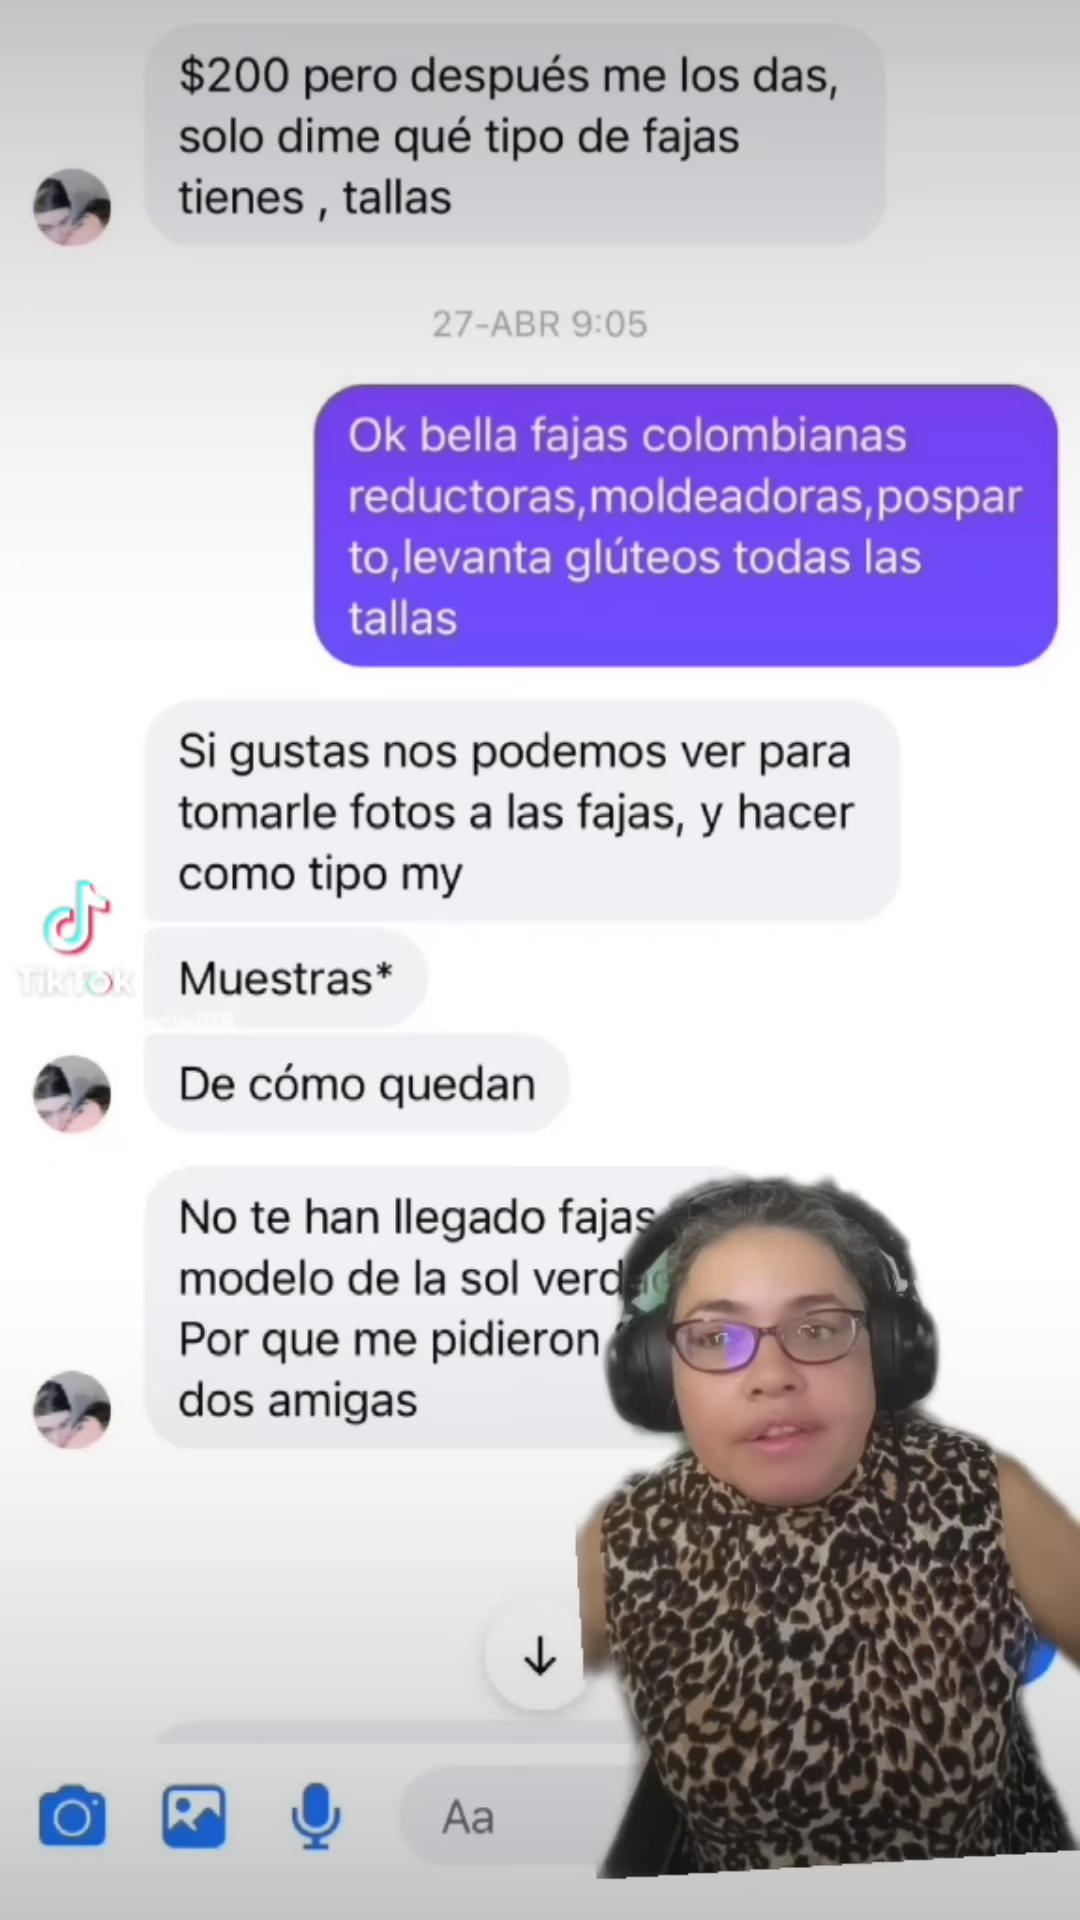 $200 pero después me los das,
solo dime qué tipo de fajas
tienes , tallas
27-ABR 9:05
Ok bella fajas colombianas
reductoras,moldeadoras,pospar
to,levanta glúteos todas las
tallas
Si gustas nos podemos ver para
tomarle fotos a las fajas, y hacer
como tipo my
TikTok
Muestras*
De cómo quedan
No te han llegado fajas
modelo de la sol
Por que me pidieron
dos amigas
Aa